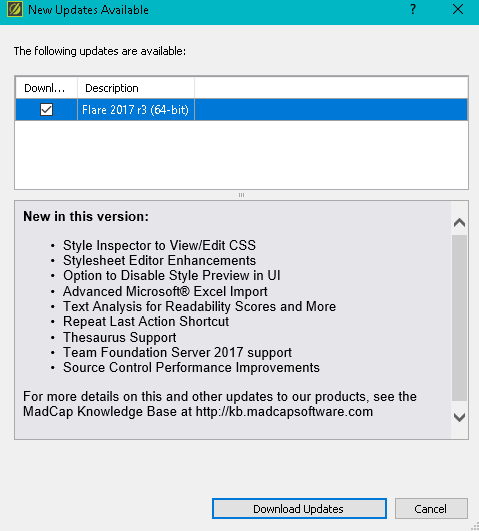 New Updates Available
?
The following updates are available:
Downl... Description
Flare 2017 r3 (64-bit)
New in this version:
• Style Inspector to View/Edit CSS
• Stylesheet Editor Enhancements
• Option to Disable Style Preview in UI
• Advanced Microsoft® Excel Import
• Text Analysis for Readability Scores and More
• Repeat Last Action Shortcut
• Thesaurus Support
• Team Foundation Server 2017 support
• Source Control Performance Improvements
For more details on this and other updates to our products, see the
MadCap Knowledge Base at http://kb.madcapsoftware.com
Download Updates Cancel